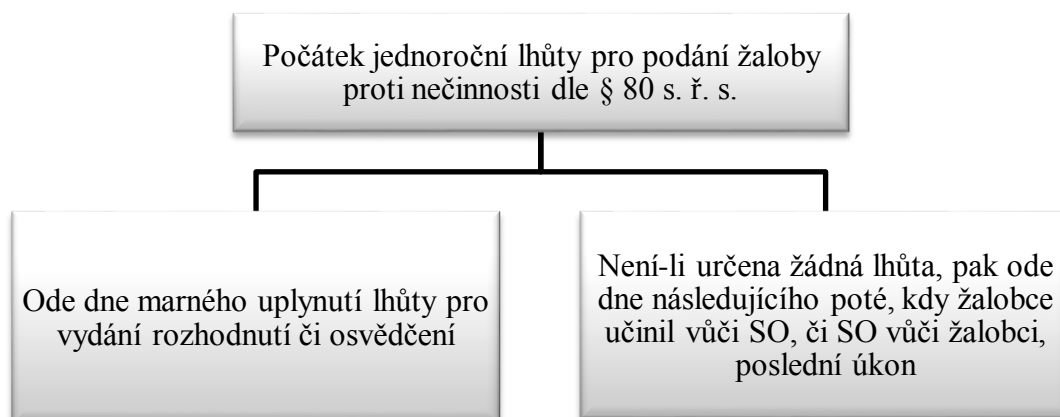 Počátek jednoroční lhůty pro podání žaloby
proti nečinnosti dle § 80 s. ř. s.
Ode dne marného uplynutí lhůty pro
vydání rozhodnutí či osvědčení
Není-li určena žádná lhůta, pak ode
dne následujícího poté, kdy žalobce
učinil vůči SO, či SO vůči žalobci,
poslední úkon